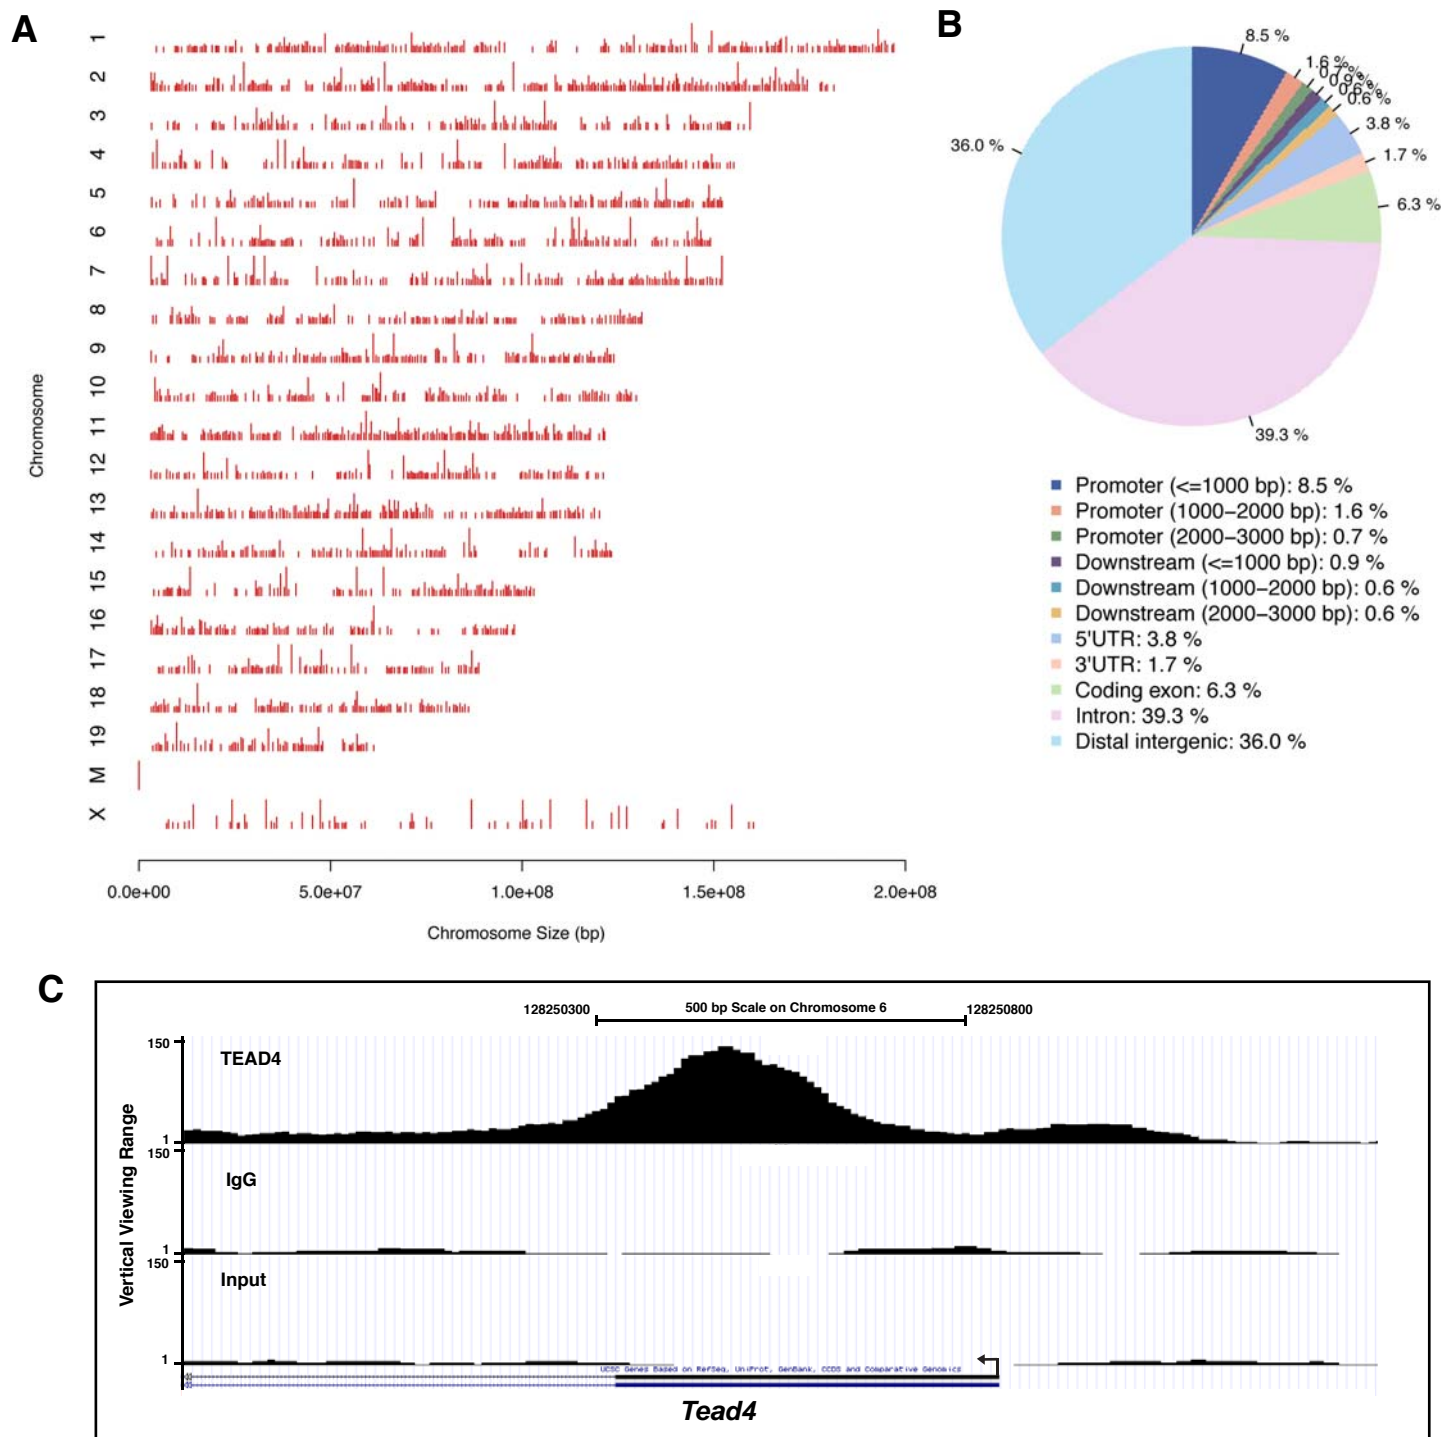 A
B
1
2
3
4
5
6
7
8
9
10
11
12
13
14
15
16
17
18
19
M
X
Chromosome
0.0e+00 5.0e+07 1.0e+08 1.5e+08 2.0e+08
Chromosome Size (bp)
8.5 %
1.6 %
0.6 %
3.8 %
1.7 %
6.3 %
39.3 %
36.0 %
Promoter (<=1000 bp): 8.5 %
Promoter (1000−2000 bp): 1.6 %
Promoter (2000−3000 bp): 0.7 %
Downstream (<=1000 bp): 0.9 %
Downstream (1000−2000 bp): 0.6 %
Downstream (2000−3000 bp): 0.6 %
5'UTR: 3.8 %
3'UTR: 1.7 %
Coding exon: 6.3 %
Intron: 39.3 %
Distal intergenic: 36.0 %
C
128250300 500 bp Scale on Chromosome 6 128250800
Vertical Viewing Range
150
TEAD4
1
150
IgG
1
150
Input
1
UCSC Genes Based on RefSeq, UniProt, GenBank, CCDS and Comparative Genomics
Tead4